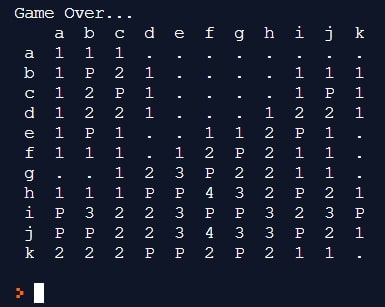 Game Over...
a b c d e f g h i j k
a 1 1 1 . . . . . . . .
b 1 P 2 1 . . . . 1 1 1
c 1 2 P 1 . . . . 1 P 1
d 1 2 2 1 . . . 1 2 2 1
e 1 P 1 . . 1 1 2 P 1 .
f 1 1 1 . 1 2 P 2 1 1 .
g . . 1 2 3 P 2 2 1 1 .
h 1 1 1 P P 4 3 2 P 2 1
i P 3 2 2 3 P P 3 2 3 P
j P P 2 2 3 4 3 3 P 2 1
k 2 2 2 P P 2 P 2 1 1 .
>